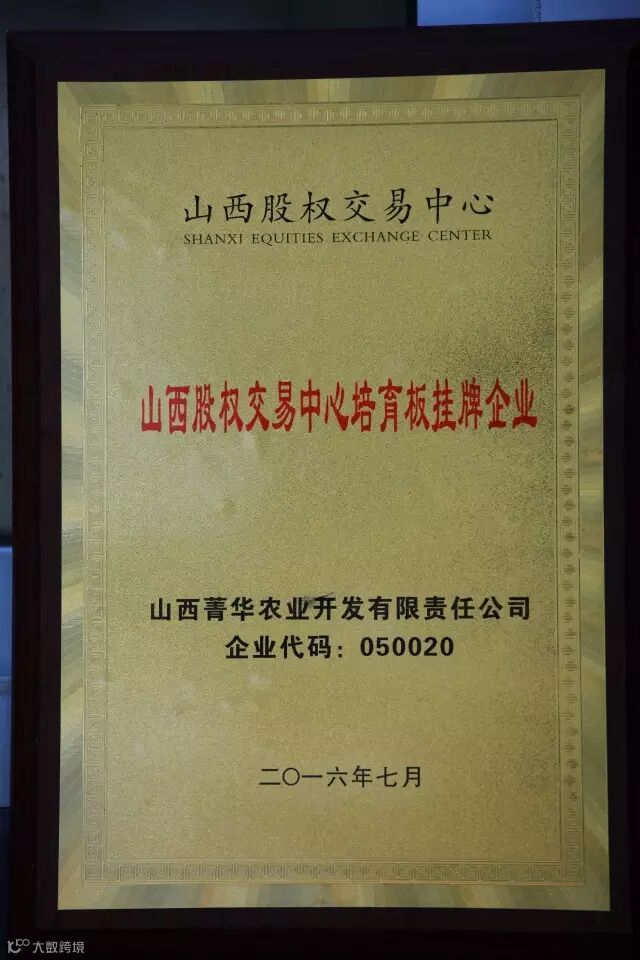 山西股权交易中心
SHANXI EQUITIES EXCHANGE CENTER
山西股权交易中心培育板挂牌企业
山西菁华农业开发有限责任公司
企业代码：050020
二〇一六年七月
大数跨境